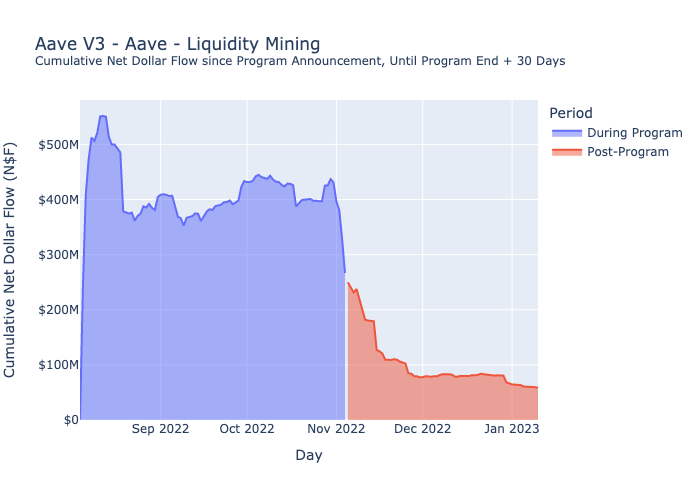 Aave V3 - Aave - Liquidity Mining
Cumulative Net Dollar Flow since Program Announcement, Until Program End + 30 Days
Period
During Program
Post-Program
Cumulative Net Dollar Flow (N$F)
$500M
$400M
$300M
$200M
$100M
$0
Sep 2022
Oct 2022
Nov 2022
Dec 2022
Jan 2023
Day